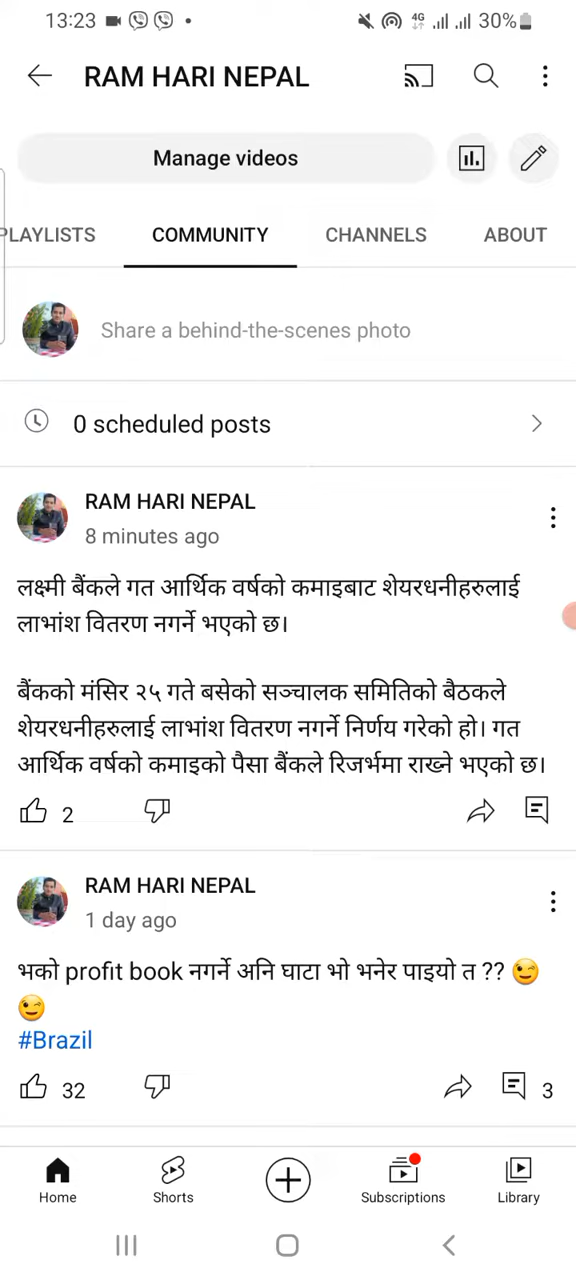 13:23 4G 30%
RAM HARI NEPAL
Manage videos
PLAYLISTS COMMUNITY CHANNELS ABOUT
Share a behind-the-scenes photo
0 scheduled posts
RAM HARI NEPAL
8 minutes ago
लक्ष्मी बैंकले गत आर्थिक वर्षको कमाइबाट शेयरधनीहरुलाई
लाभांश वितरण नगर्ने भएको छ।
बैंकको मंसिर २५ गते बसेको सञ्चालक समितिको बैठकले
शेयरधनीहरुलाई लाभांश वितरण नगर्ने निर्णय गरेको हो। गत
आर्थिक वर्षको कमाइको पैसा बैंकले रिजर्भमा राख्ने भएको छ।
2
RAM HARI NEPAL
1 day ago
भको profit book नगर्ने अनि घाटा भो भनेर पाइयो त ?? 😉
😉
#Brazil
32 3
Home Shorts Subscriptions Library